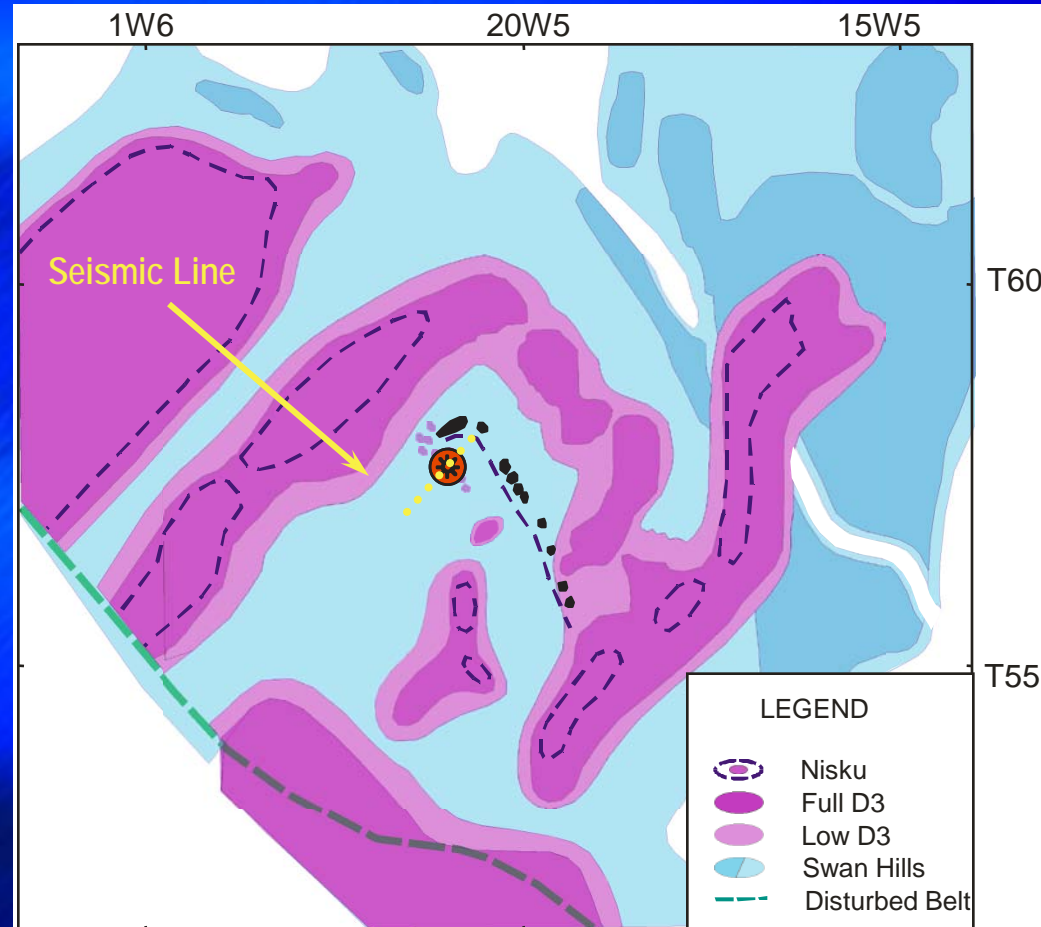 1W6 20W5 15W5
Seismic Line
T60
T55
LEGEND
Nisku
Full D3
Low D3
Swan Hills
Disturbed Belt